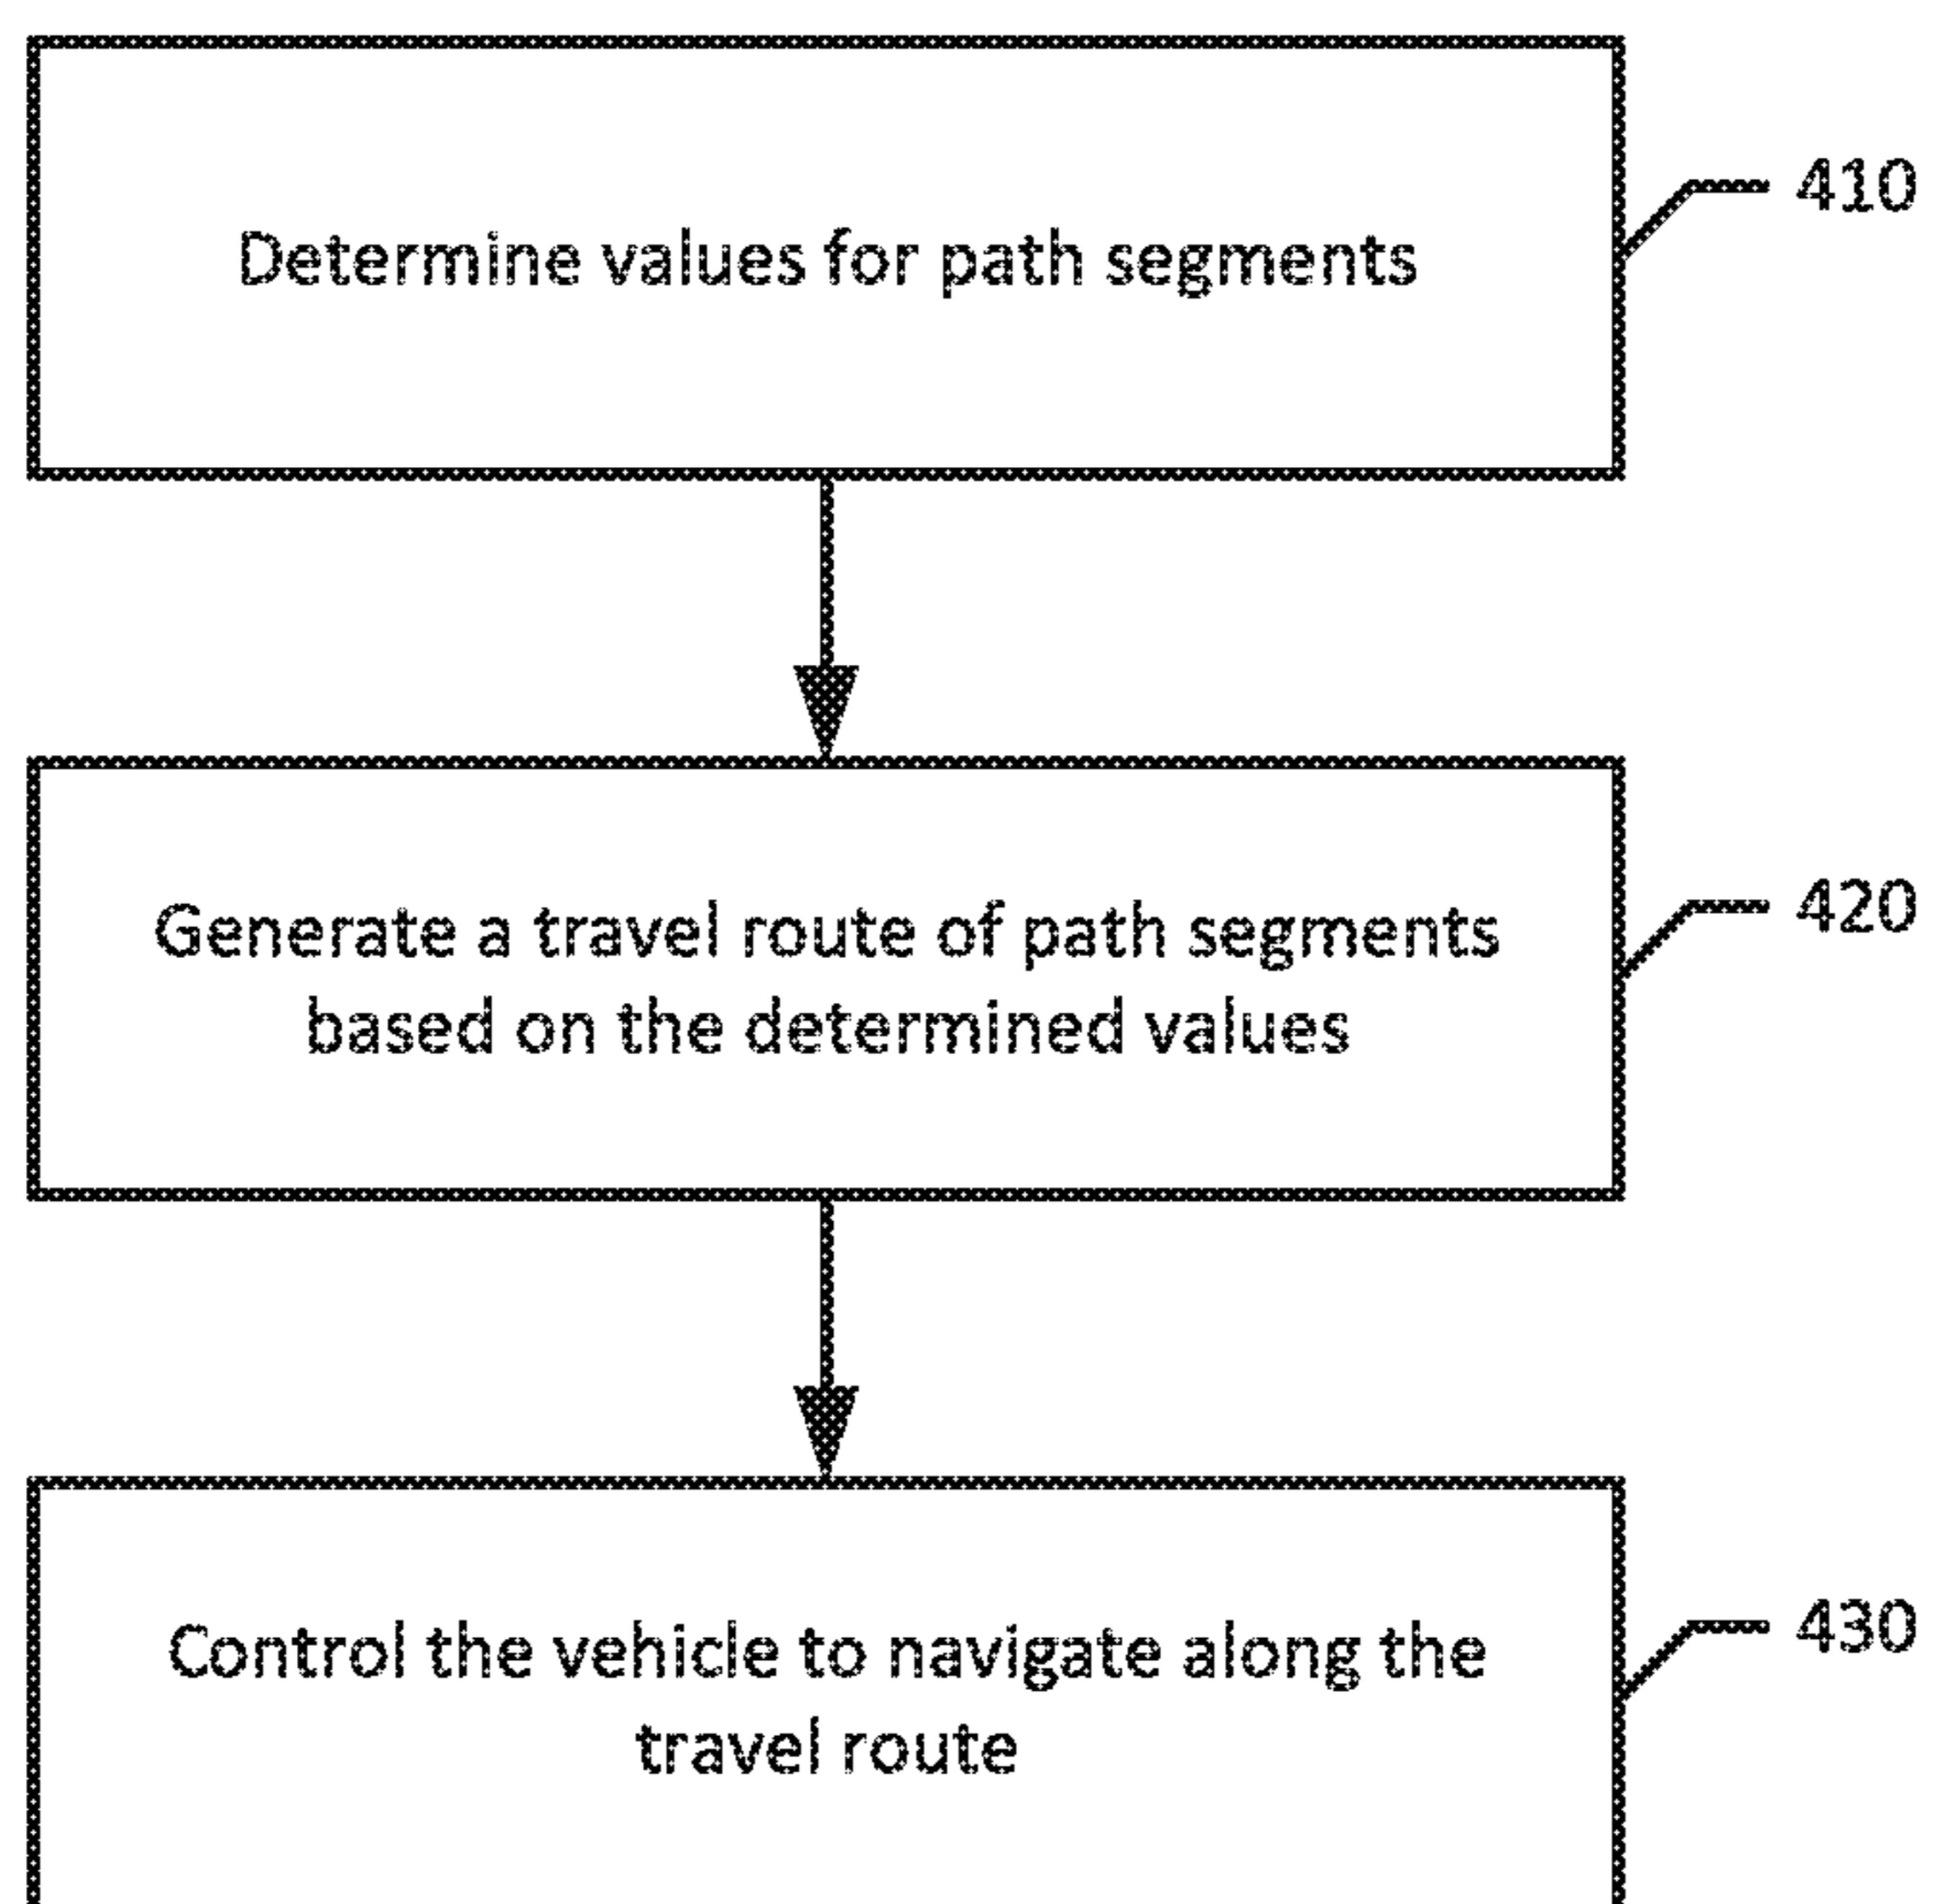 Determine values for path segments
410
Generate a travel route of path segments
based on the determined values
420
Control the vehicle to navigate along the
travel route
430